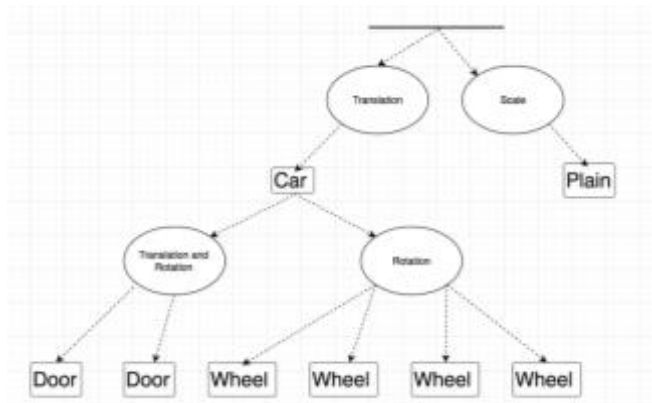 Translation
Scale
Car
Plain
Translation and
Rotation
Rotation
Door
Door
Wheel
Wheel
Wheel
Wheel